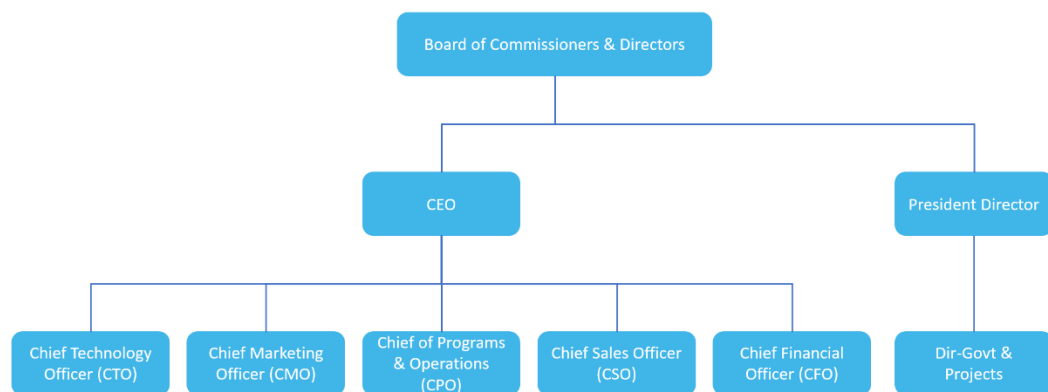 Board of Commissioners & Directors
CEO
President Director
Chief Technology
Officer (CTO)
Chief Marketing
Officer (CMO)
Chief of Programs
& Operations
(CPO)
Chief Sales Officer
(CSO)
Chief Financial
Officer (CFO)
Dir-Govt &
Projects